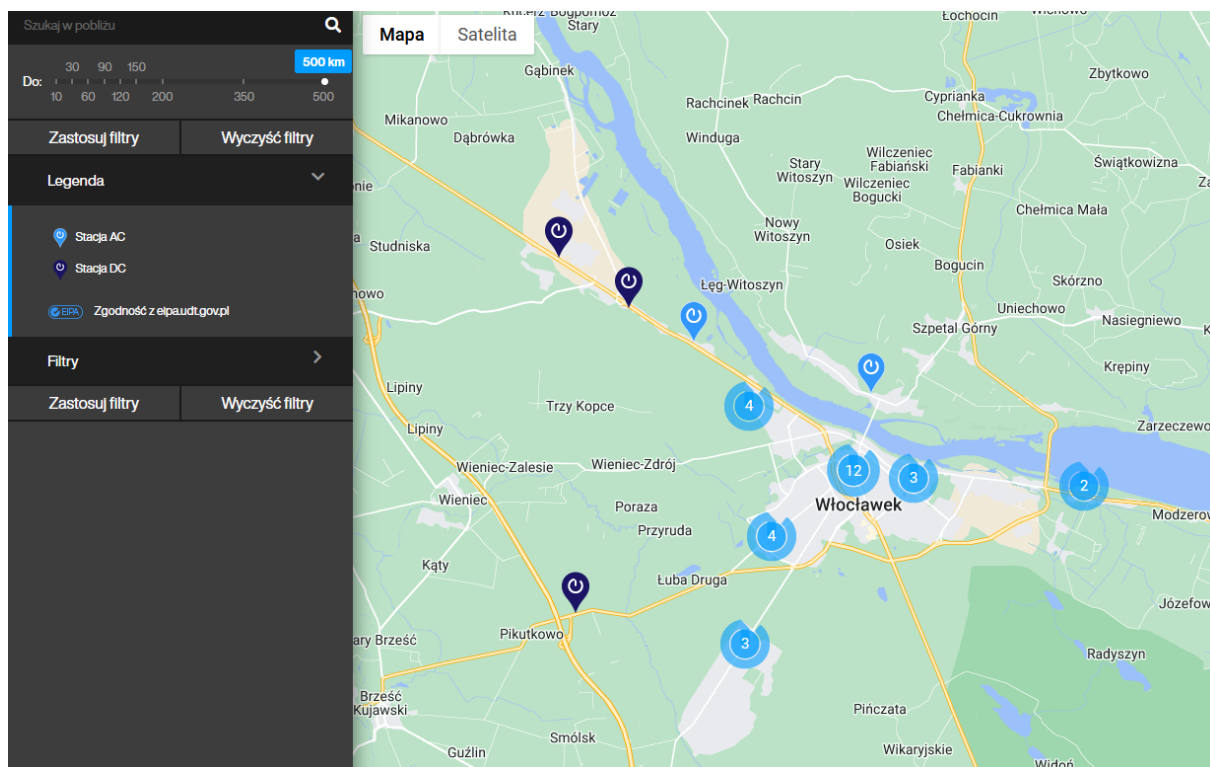 Szukaj w pobliżu
Do:
30 90 150
500 km
10 60 120 200 350 500
Zastosuj filtry Wyczyść filtry
Legenda
Stacja AC
Stacja DC
EIPA Zgodność z eipa.udt.gov.pl
Filtry
Zastosuj filtry Wyczyść filtry
Mapa Satelita
Stary
Łochocin
Gąbinek
Zbytkowo
Rachcinek Rachcin
Cyprianka
Chełmica-Cukrownia
Mikanowo
Dąbrówka
Winduga
Stary
Witoszyn
Wilczeniec
Fabiański
Fabianki
Świątkowizna
Wilczeniec
Bogucki
Chełmica Mała
Nowy
Witoszyn
Studniska
Osiek
Bogucin
Skórzno
Łęg-Witoszyn
Uniechowo
Szpetal Górny
Nasiegniewo
Krępiny
Lipiny
Trzy Kopce
4
Lipiny
Zarzeczewo
Wieniec-Zalesie
Wieniec-Zdrój
12
3
2
Wieniec
Poraza
Włocławek
Przyruda
4
Kąty
Łuba Druga
Pikutkowo
3
Radyszyn
Brześć
Kujawski
Pińczata
Smólsk
Guźlin
Wikaryjskie